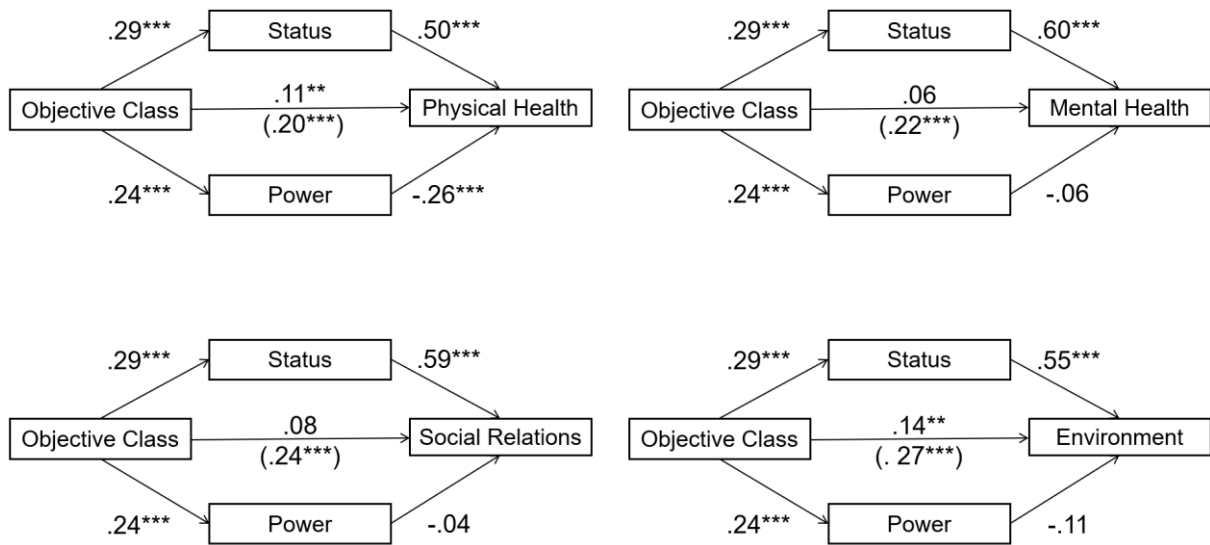 .29***
Status
.50***
Objective Class
.11**
(.20***)
Physical Health
.24***
Power
-.26***
.29***
Status
.60***
Objective Class
.06
(.22***)
Mental Health
.24***
Power
-.06
.29***
Status
.59***
Objective Class
.08
(.24***)
Social Relations
.24***
Power
-.04
.29***
Status
.55***
Objective Class
.14**
(. 27***)
Environment
.24***
Power
-.11